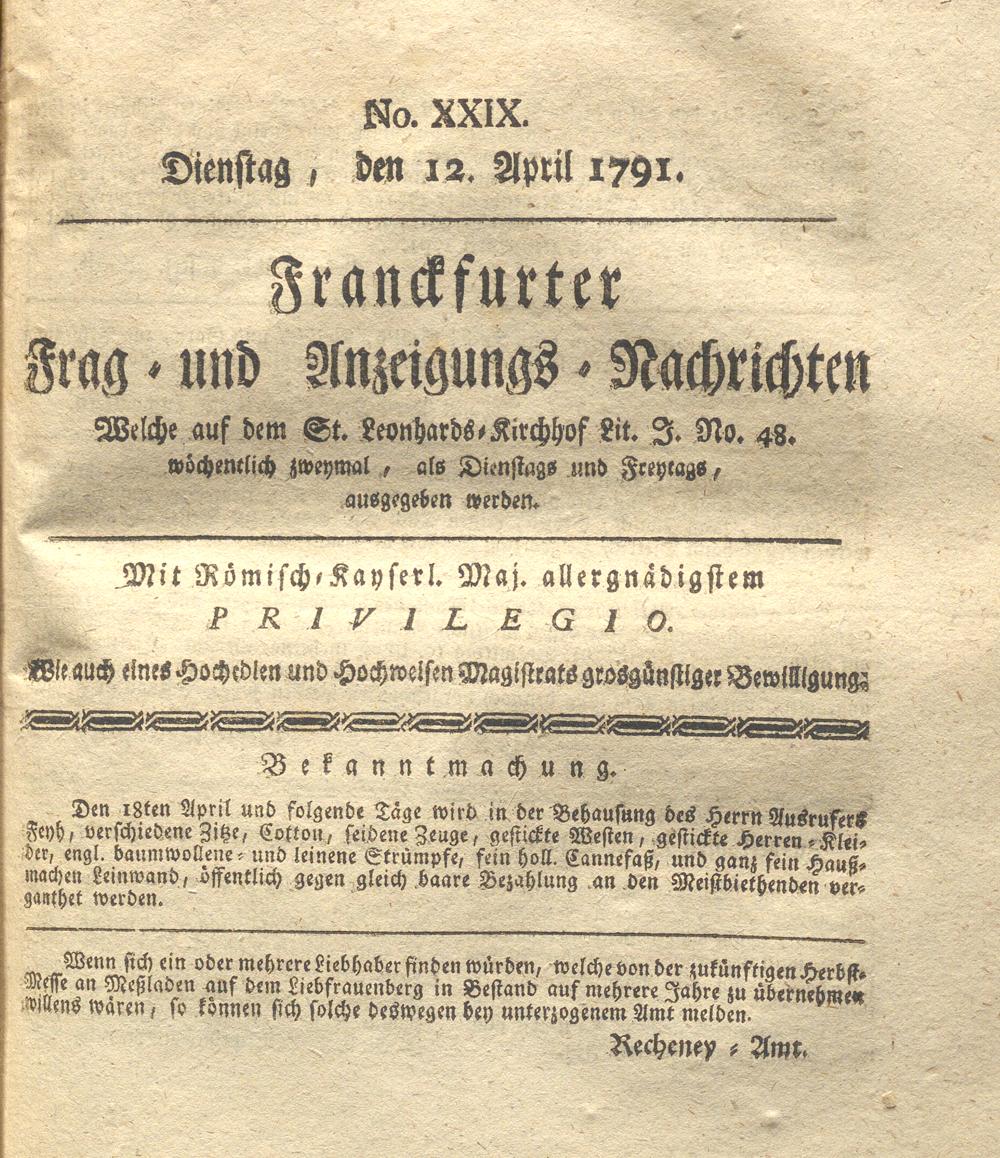 No. XXIX.
Dienstag, den 12. April 1791.
Franckfurter
Frag- und Anzeigungs-Nachrichten
Welche auf dem St. Leonhards-Kirchhof Lit. J. No. 48.
wöchentlich zweymal, als Dienstags und Freytags,
ausgegeben werden.
Mit Römisch-Kayserl. Maj. allergnädigstem
PRIVILEGIO.
Wie auch eines Hochedlen und Hochweisen Magistrats grosgünstiger Bewilligung.
Bekanntmachung.
Den 18ten April und folgende Täge wird in der Behausung des Herrn Ausrufers
Feyh, verschiedene Zitze, Cotton, seidene Zeuge, gestickte Westen, gestickte Herren-Klei-
der, engl. baumwollene- und leinene Strümpfe, fein holl. Cannefaß, und ganz fein Hauß-
machen Leinwand, öffentlich gegen gleich baare Bezahlung an den Meistbiethenden ver-
ganthet werden.
Wenn sich ein oder mehrere Liebhaber finden würden, welche von der zukünftigen Herbst-
Messe an Meßladen auf dem Liebfrauenberg in Bestand auf mehrere Jahre zu übernehmen
willens wären, so können sich solche deswegen bey unterzogenem Amt melden.
Recheney-Amt.